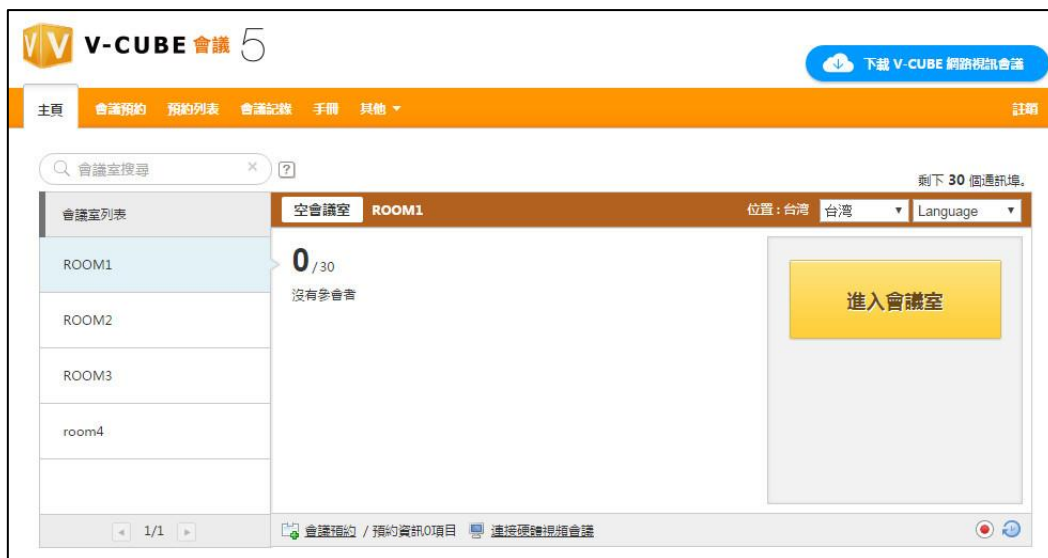 V-CUBE 會議 5
下載 V-CUBE 網路視訊會議
主頁 會議預約 預約列表 會議記錄 手冊 其他 註銷
會議室搜尋 × ?
剩下 30 個通訊埠。
會議室列表
空會議室 ROOM1 位置：台灣 台灣 Language
ROOM1
0/30
沒有參會者
進入會議室
ROOM2
ROOM3
room4
1/1
會議預約 / 預約資訊0項目 連接硬體視頻會議